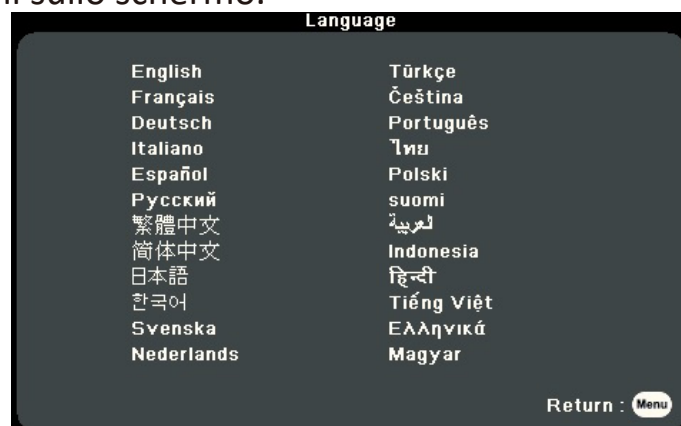 sullo schermo.
Language
English
Français
Deutsch
Italiano
Español
Русский
繁體中文
简体中文
日本語
한국어
Svenska
Nederlands
Türkçe
Čeština
Português
ไทย
Polski
suomi
العربية
Indonesia
हिन्दी
Tiếng Việt
Ελληνικά
Magyar
Return : Menu